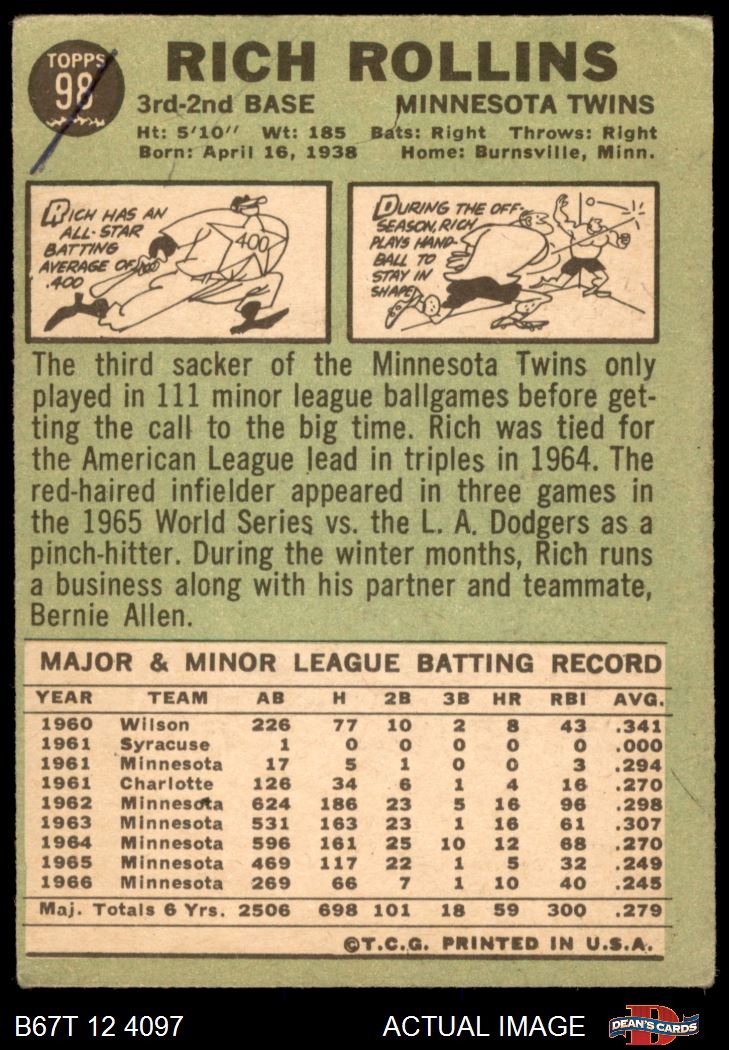 TOPPS
98
RICH ROLLINS
3rd-2nd BASE MINNESOTA TWINS
Ht: 5'10'' Wt: 185 Bats: Right Throws: Right
Born: April 16, 1938 Home: Burnsville, Minn.
RICH HAS AN
ALL-STAR
BATTING
AVERAGE OF
.400
400
DURING THE OFF-
SEASON, RICH
PLAYS HAND-
BALL TO
STAY IN
SHAPE
The third sacker of the Minnesota Twins only
played in 111 minor league ballgames before get-
ting the call to the big time. Rich was tied for
the American League lead in triples in 1964. The
red-haired infielder appeared in three games in
the 1965 World Series vs. the L. A. Dodgers as a
pinch-hitter. During the winter months, Rich runs
a business along with his partner and teammate,
Bernie Allen.
MAJOR & MINOR LEAGUE BATTING RECORD
YEAR TEAM AB H 2B 3B HR RBI AVG.
1960 Wilson 226 77 10 2 8 43 .341
1961 Syracuse 1 0 0 0 0 0 .000
1961 Minnesota 17 5 1 0 0 3 .294
1961 Charlotte 126 34 6 1 4 16 .270
1962 Minnesota 624 186 23 5 16 96 .298
1963 Minnesota 531 163 23 1 16 61 .307
1964 Minnesota 596 161 25 10 12 68 .270
1965 Minnesota 469 117 22 1 5 32 .249
1966 Minnesota 269 66 7 1 10 40 .245
Maj. Totals 6 Yrs. 2506 698 101 18 59 300 .279
©T.C.G. PRINTED IN U.S.A.
B67T 12 4097 ACTUAL IMAGE
DEAN'S CARDS